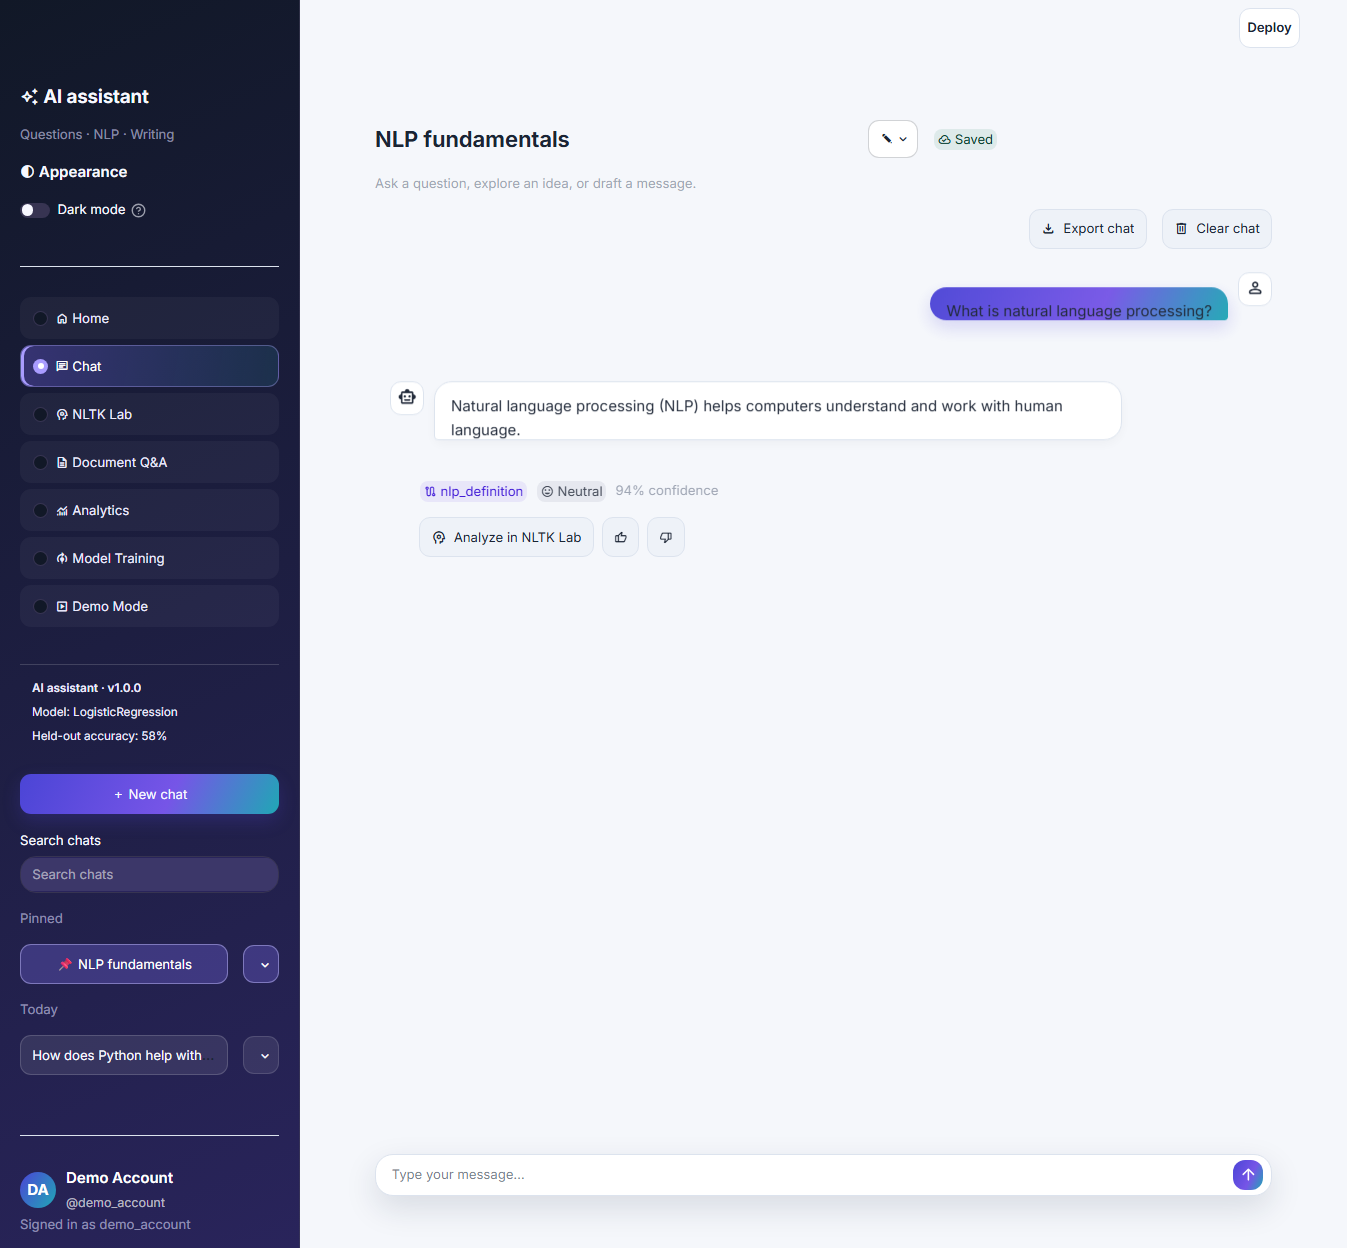 AI assistant
Questions · NLP · Writing
Appearance
Dark mode
Home
Chat
NLTK Lab
Document Q&A
Analytics
Model Training
Demo Mode
AI assistant · v1.0.0
Model: LogisticRegression
Held-out accuracy: 58%
+ New chat
Search chats
Search chats
Pinned
NLP fundamentals
Today
How does Python help with...
DA
Demo Account
@demo_account
Signed in as demo_account
Deploy
NLP fundamentals
Saved
Ask a question, explore an idea, or draft a message.
Export chat
Clear chat
What is natural language processing?
Natural language processing (NLP) helps computers understand and work with human
language.
nlp_definition Neutral 94% confidence
Analyze in NLTK Lab
Type your message...